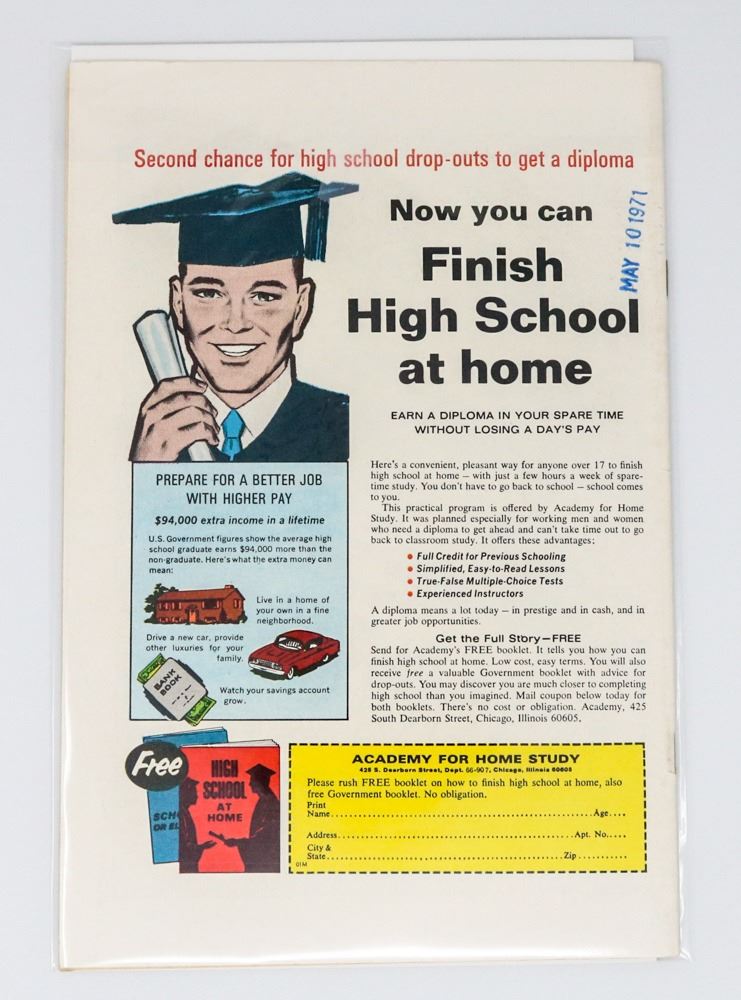 Second chance for high school drop-outs to get a diploma
Now you can
Finish
High School
at home
MAY 10 1971
EARN A DIPLOMA IN YOUR SPARE TIME
WITHOUT LOSING A DAY'S PAY
PREPARE FOR A BETTER JOB
WITH HIGHER PAY
$94,000 extra income in a lifetime
U.S. Government figures show the average high
school graduate earns $94,000 more than the
non-graduate. Here's what the extra money can
mean:
Live in a home of
your own in a fine
neighborhood.
Drive a new car, provide
other luxuries for your
family.
BANK
BOOK
Watch your savings account
grow.
Here's a convenient, pleasant way for anyone over 17 to finish
high school at home — with just a few hours a week of spare-
time study. You don't have to go back to school — school comes
to you.
This practical program is offered by Academy for Home
Study. It was planned especially for working men and women
who need a diploma to get ahead and can't take time out to go
back to classroom study. It offers these advantages:
• Full Credit for Previous Schooling
• Simplified, Easy-to-Read Lessons
• True-False Multiple-Choice Tests
• Experienced Instructors
A diploma means a lot today — in prestige and in cash, and in
greater job opportunities.
Get the Full Story—FREE
Send for Academy's FREE booklet. It tells you how you can
finish high school at home. Low cost, easy terms. You will also
receive free a valuable Government booklet with advice for
drop-outs. You may discover you are much closer to completing
high school than you imagined. Mail coupon below today for
both booklets. There's no cost or obligation. Academy, 425
South Dearborn Street, Chicago, Illinois 60605.
Free
SCH
OR EL
HIGH
SCHOOL
AT
HOME
ACADEMY FOR HOME STUDY
425 S. Dearborn Street, Dept. 66-907, Chicago, Illinois 60605
Please rush FREE booklet on how to finish high school at home, also
free Government booklet. No obligation.
Print
Name.....Age....
Address.....Apt. No.....
City &
State.....Zip.....
01M